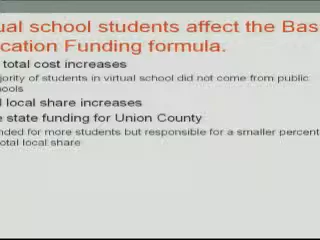 ual school students affect the Bas
cation Funding formula.
total cost increases
jority of students in virtual school did not come from public
hools
l local share increases
e state funding for Union County
nded for more students but responsible for a smaller percent
otal local share